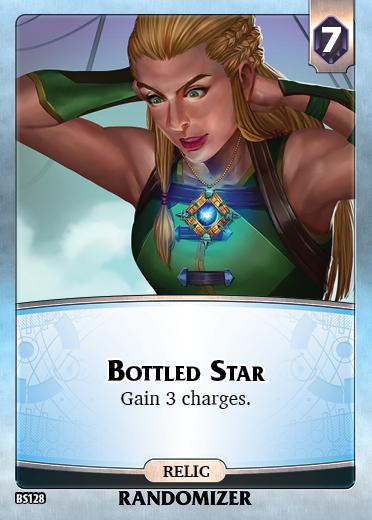 7
Bottled Star
Gain 3 charges.
RELIC
BS128
RANDOMIZER